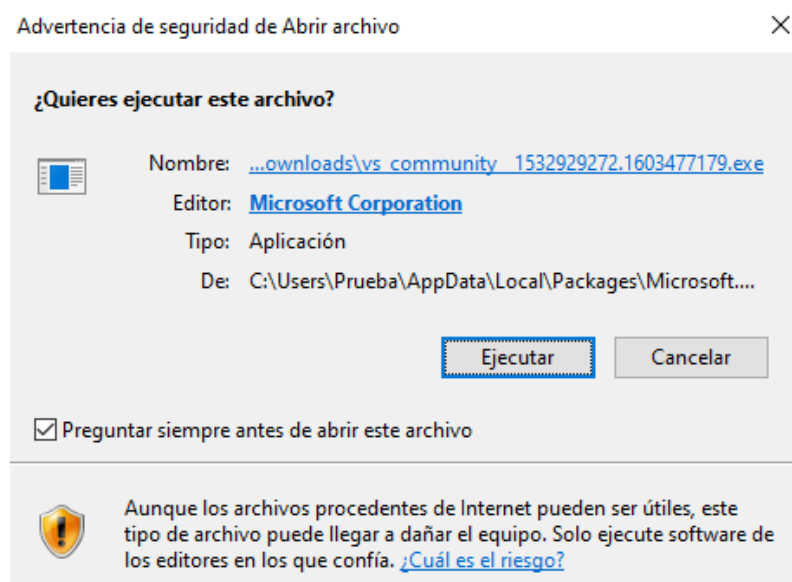 Advertencia de seguridad de Abrir archivo
¿Quieres ejecutar este archivo?
Nombre: ...ownloads\vs_community__1532929272.1603477179.exe
Editor: Microsoft Corporation
Tipo: Aplicación
De: C:\Users\Prueba\AppData\Local\Packages\Microsoft....
Ejecutar Cancelar
Preguntar siempre antes de abrir este archivo
Aunque los archivos procedentes de Internet pueden ser útiles, este
tipo de archivo puede llegar a dañar el equipo. Solo ejecute software de
los editores en los que confía. ¿Cuál es el riesgo?